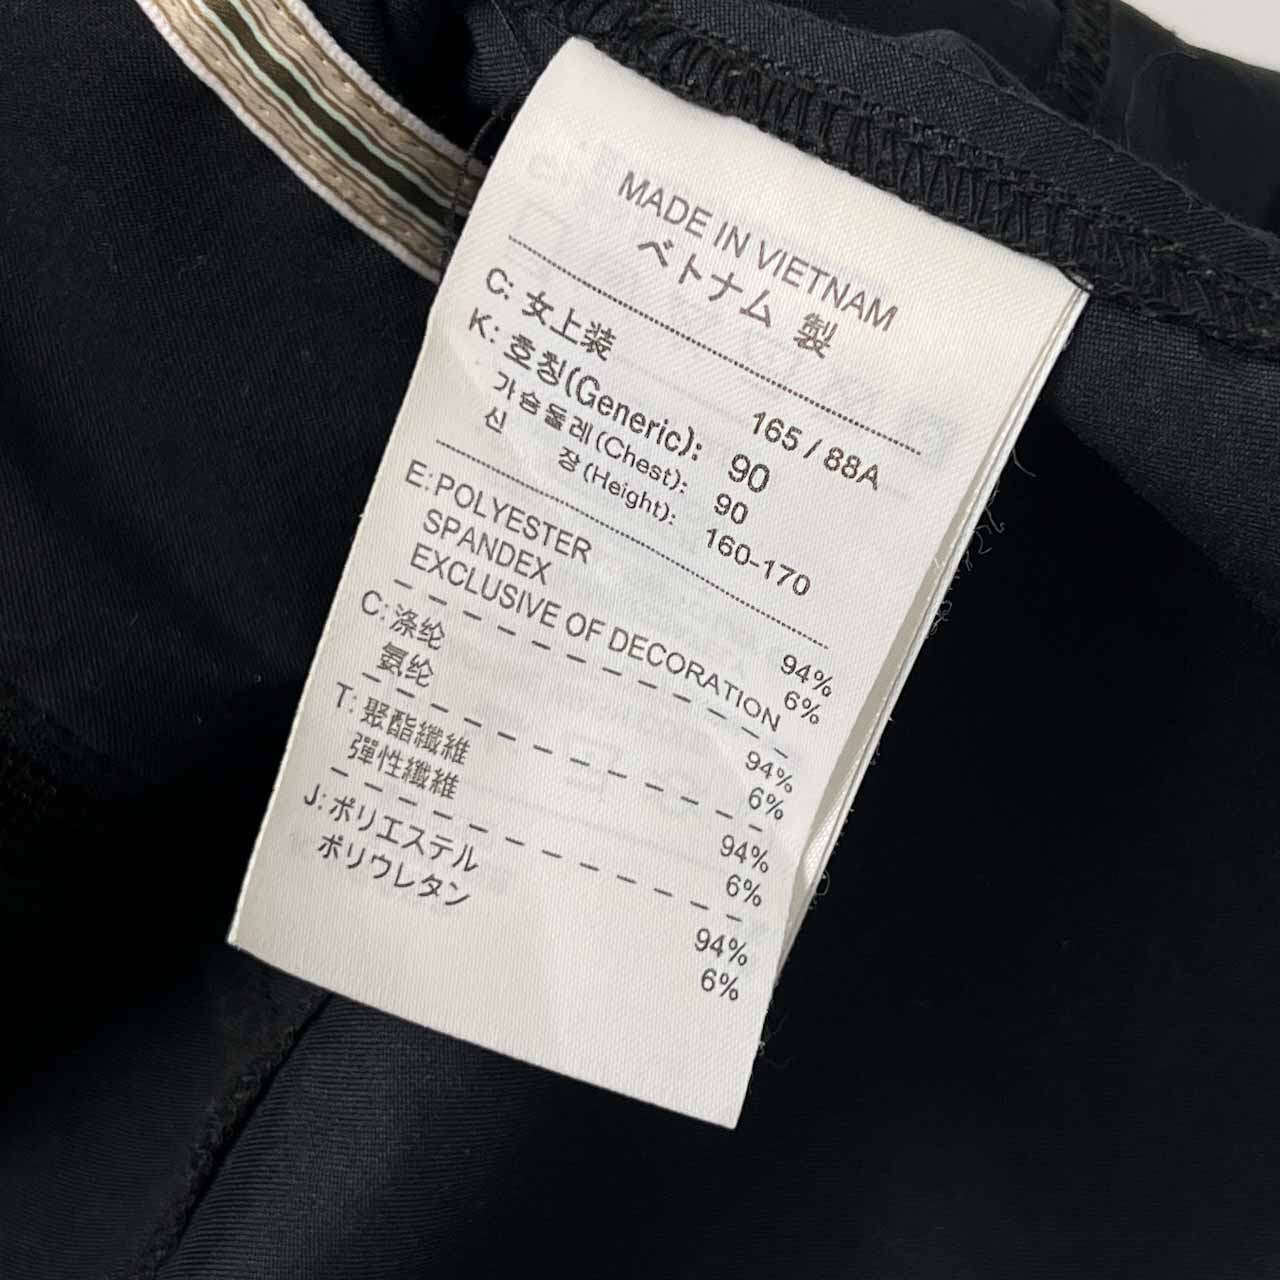 MADE IN VIETNAM
ベトナム 製
C: 女上装 165 / 88A
K: 호칭(Generic): 90
가슴둘레(Chest): 90
신 장(Height): 160-170
E:POLYESTER 94%
SPANDEX 6%
EXCLUSIVE OF DECORATION
C:涤纶 94%
氨纶 6%
T:聚酯纖維 94%
彈性纖維 6%
J:ポリエステル 94%
ポリウレタン 6%